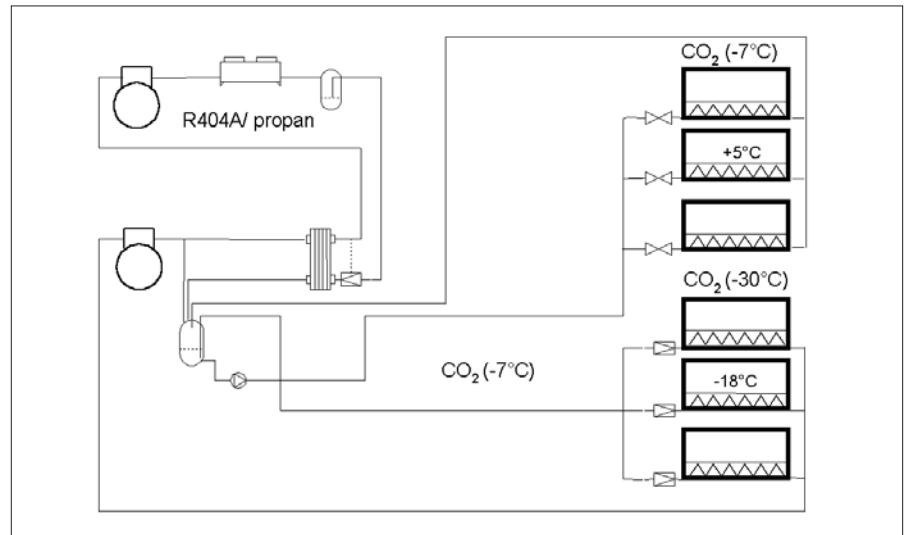 CO₂ (-7°C)
R404A/ propan
+5°C
CO₂ (-30°C)
CO₂ (-7°C)
-18°C